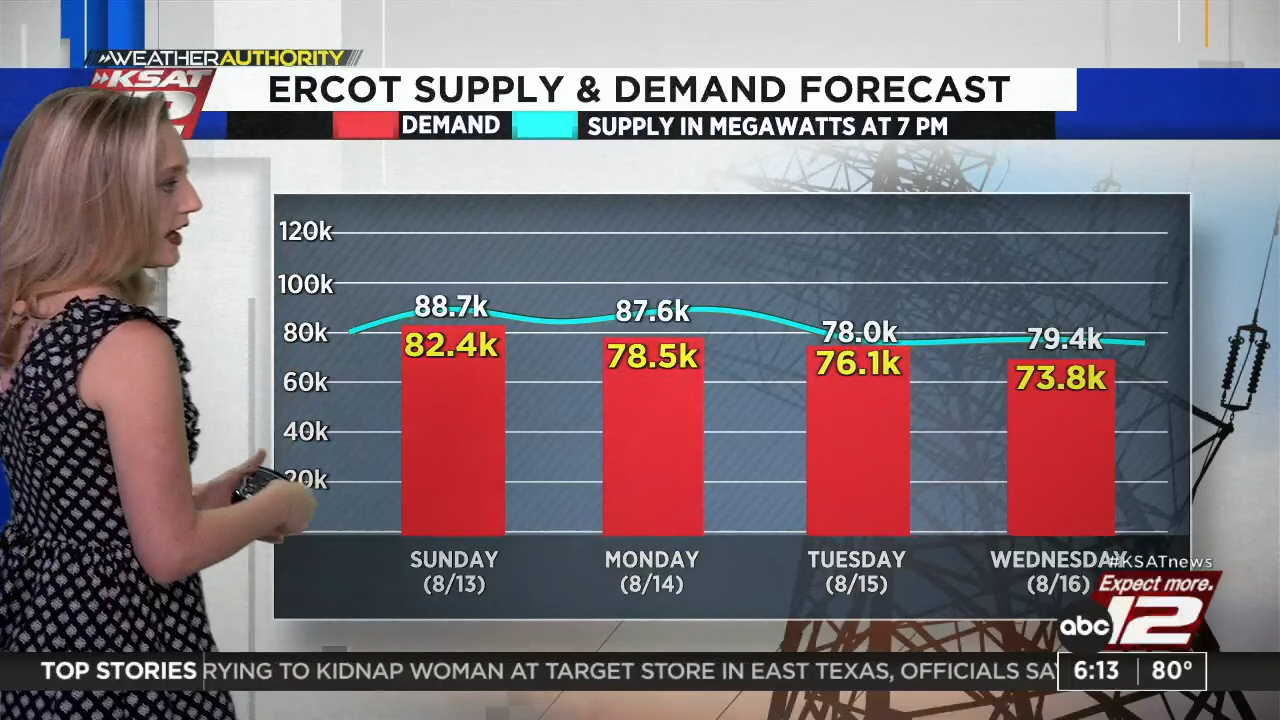 WEATHERAUTHORITY
KSAT
12
ERCOT SUPPLY & DEMAND FORECAST
DEMAND SUPPLY IN MEGAWATTS AT 7 PM
120k
100k
80k
60k
40k
20k
88.7k
82.4k
87.6k
78.5k
78.0k
76.1k
79.4k
73.8k
SUNDAY
(8/13)
MONDAY
(8/14)
TUESDAY
(8/15)
WEDNESDAY
(8/16)
#KSATnews
Expect more.
abc 12
TOP STORIES RYING TO KIDNAP WOMAN AT TARGET STORE IN EAST TEXAS, OFFICIALS SA 6:13 80°